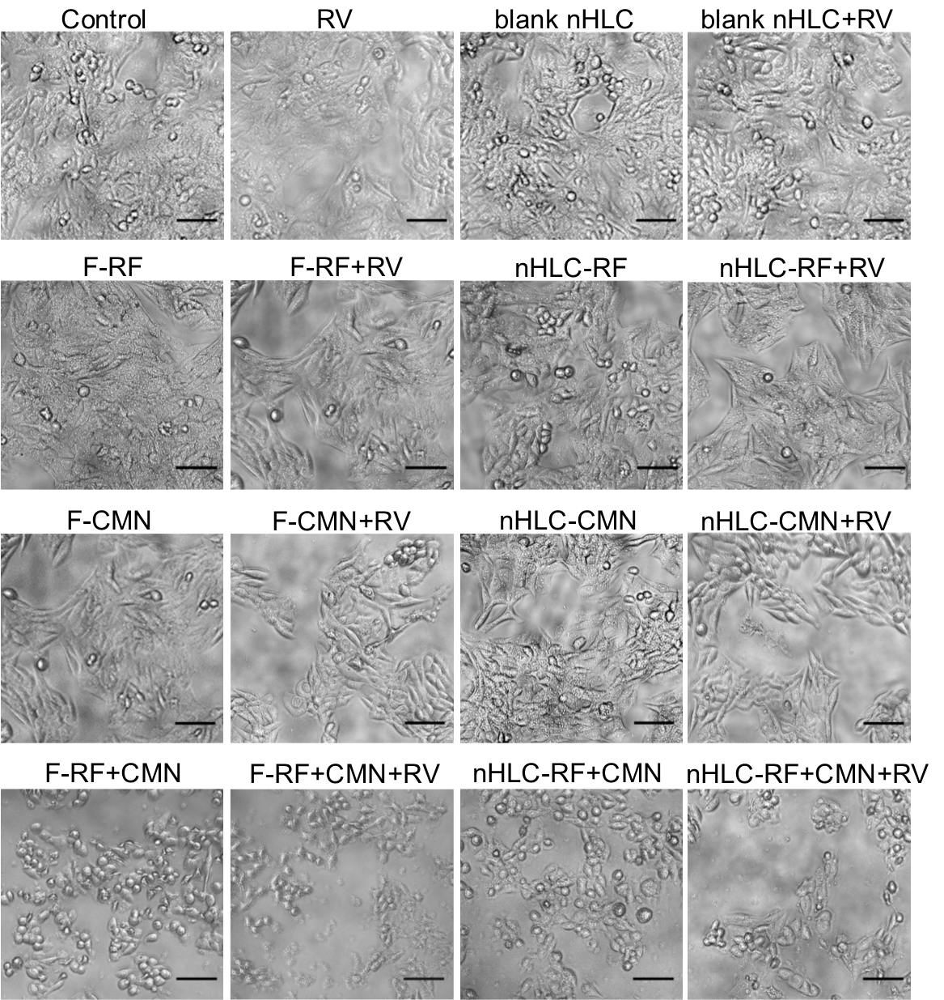 Control RV blank nHLC blank nHLC+RV
F-RF F-RF+RV nHLC-RF nHLC-RF+RV
F-CMN F-CMN+RV nHLC-CMN nHLC-CMN+RV
F-RF+CMN F-RF+CMN+RV nHLC-RF+CMN nHLC-RF+CMN+RV